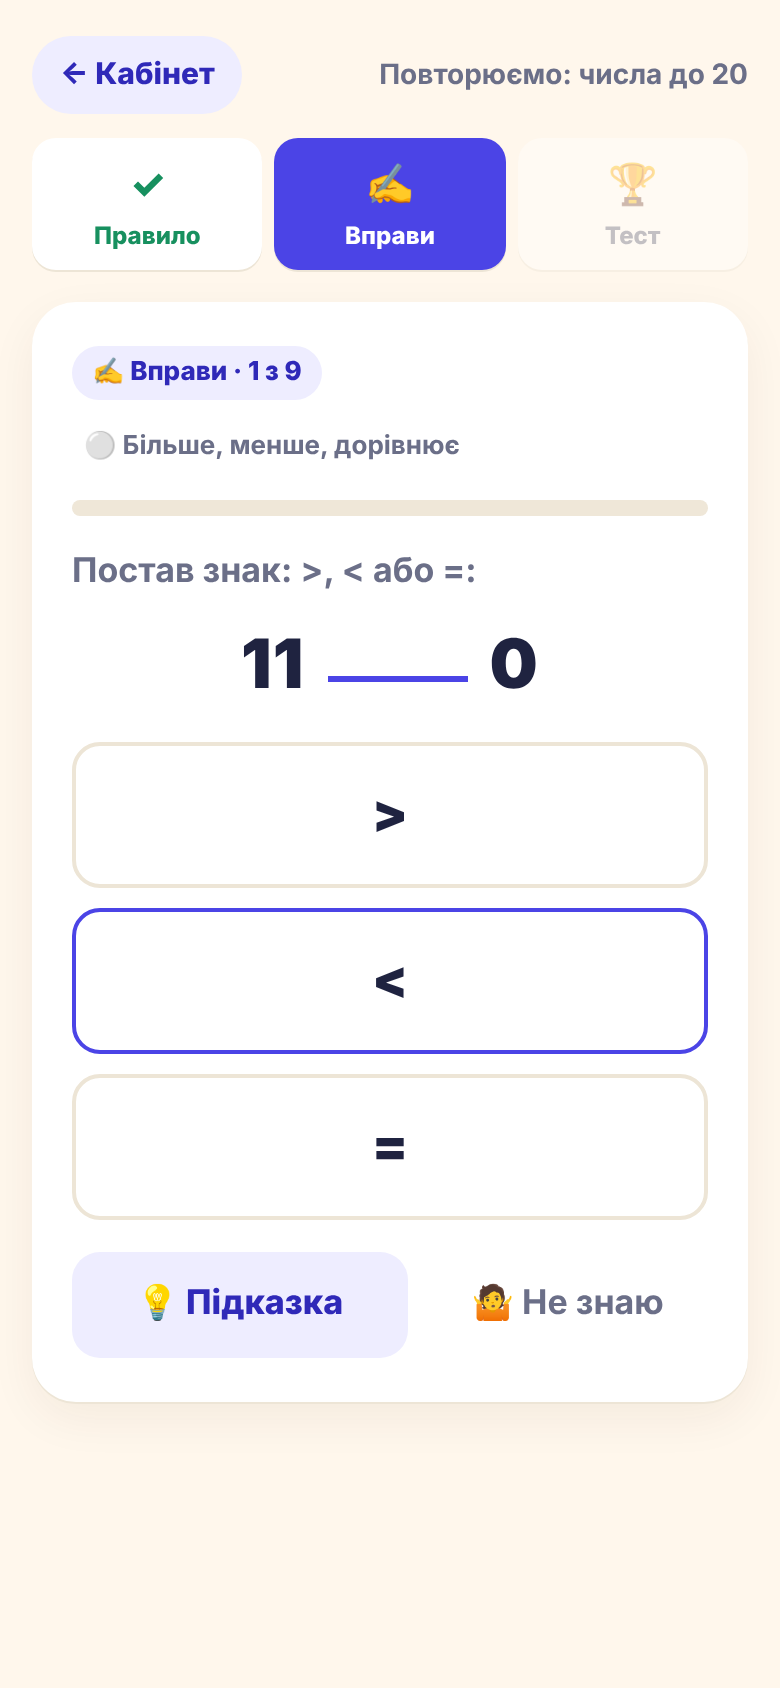 ← Кабінет
Повторюємо: числа до 20
✓
Правило
✍️
Вправи
🏆
Тест
✍️ Вправи · 1 з 9
⚪ Більше, менше, дорівнює
Постав знак: >, < або =:
11 ____ 0
>
<
=
💡 Підказка
🤷 Не знаю